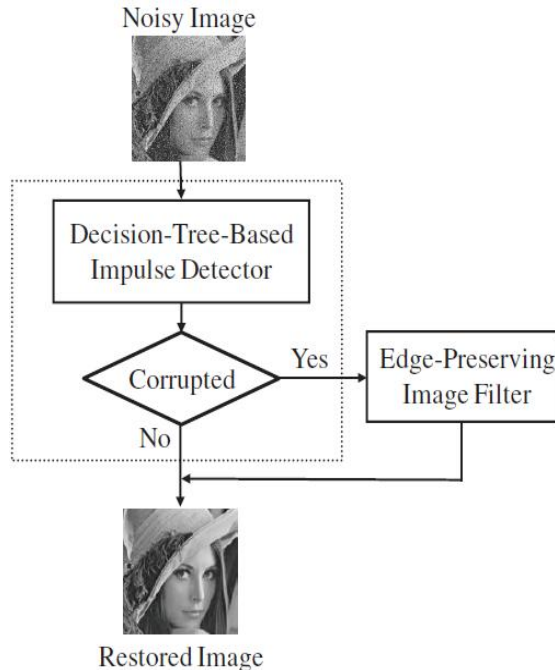 Noisy Image
Decision-Tree-Based
Impulse Detector
Corrupted
Yes
No
Edge-Preserving
Image Filter
Restored Image